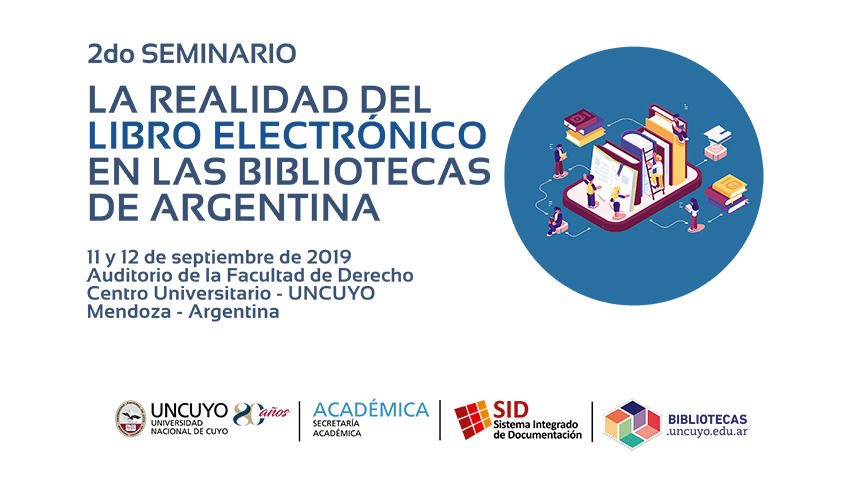 2do SEMINARIO
LA REALIDAD DEL
LIBRO ELECTRÓNICO
EN LAS BIBLIOTECAS
DE ARGENTINA
11 y 12 de septiembre de 2019
Auditorio de la Facultad de Derecho
Centro Universitario - UNCUYO
Mendoza - Argentina
UNCUYO
UNIVERSIDAD
NACIONAL DE CUYO
80 años
ACADÉMICA
SECRETARÍA
ACADÉMICA
SID
Sistema Integrado
de Documentación
BIBLIOTECAS
.uncuyo.edu.ar